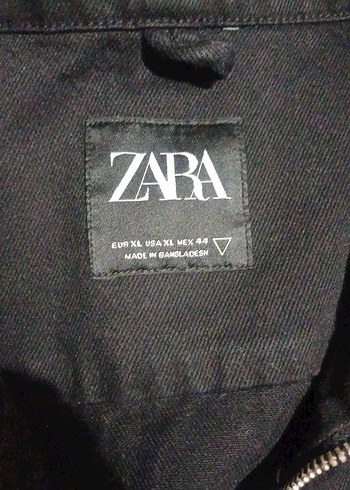 ZARA
EUR XL USA XL MEX 44
MADE IN BANGLADESH